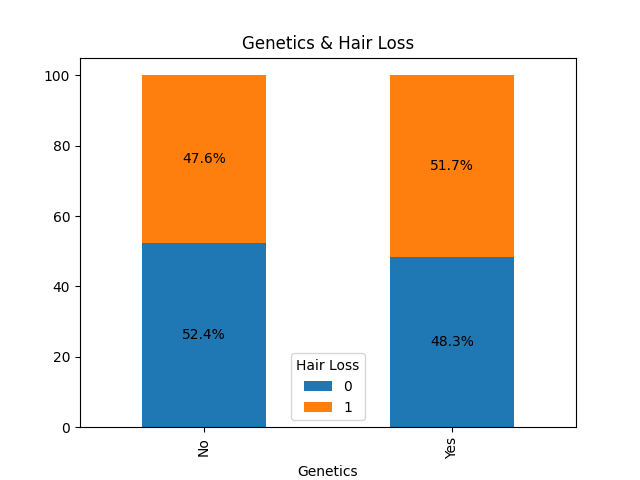 Genetics & Hair Loss
100
80
60
40
20
0
47.6%
51.7%
52.4%
48.3%
Hair Loss
0
1
No
Yes
Genetics